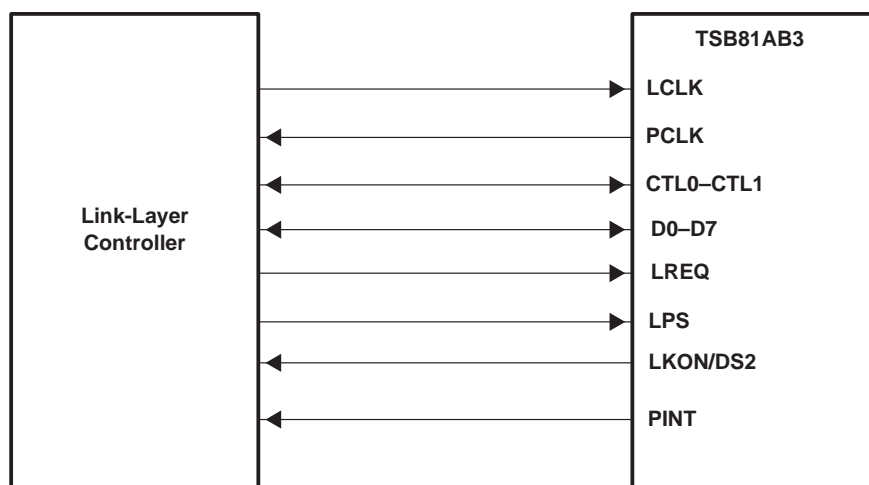 TSB81AB3
LCLK
PCLK
CTL0–CTL1
Link-Layer
Controller
D0–D7
LREQ
LPS
LKON/DS2
PINT